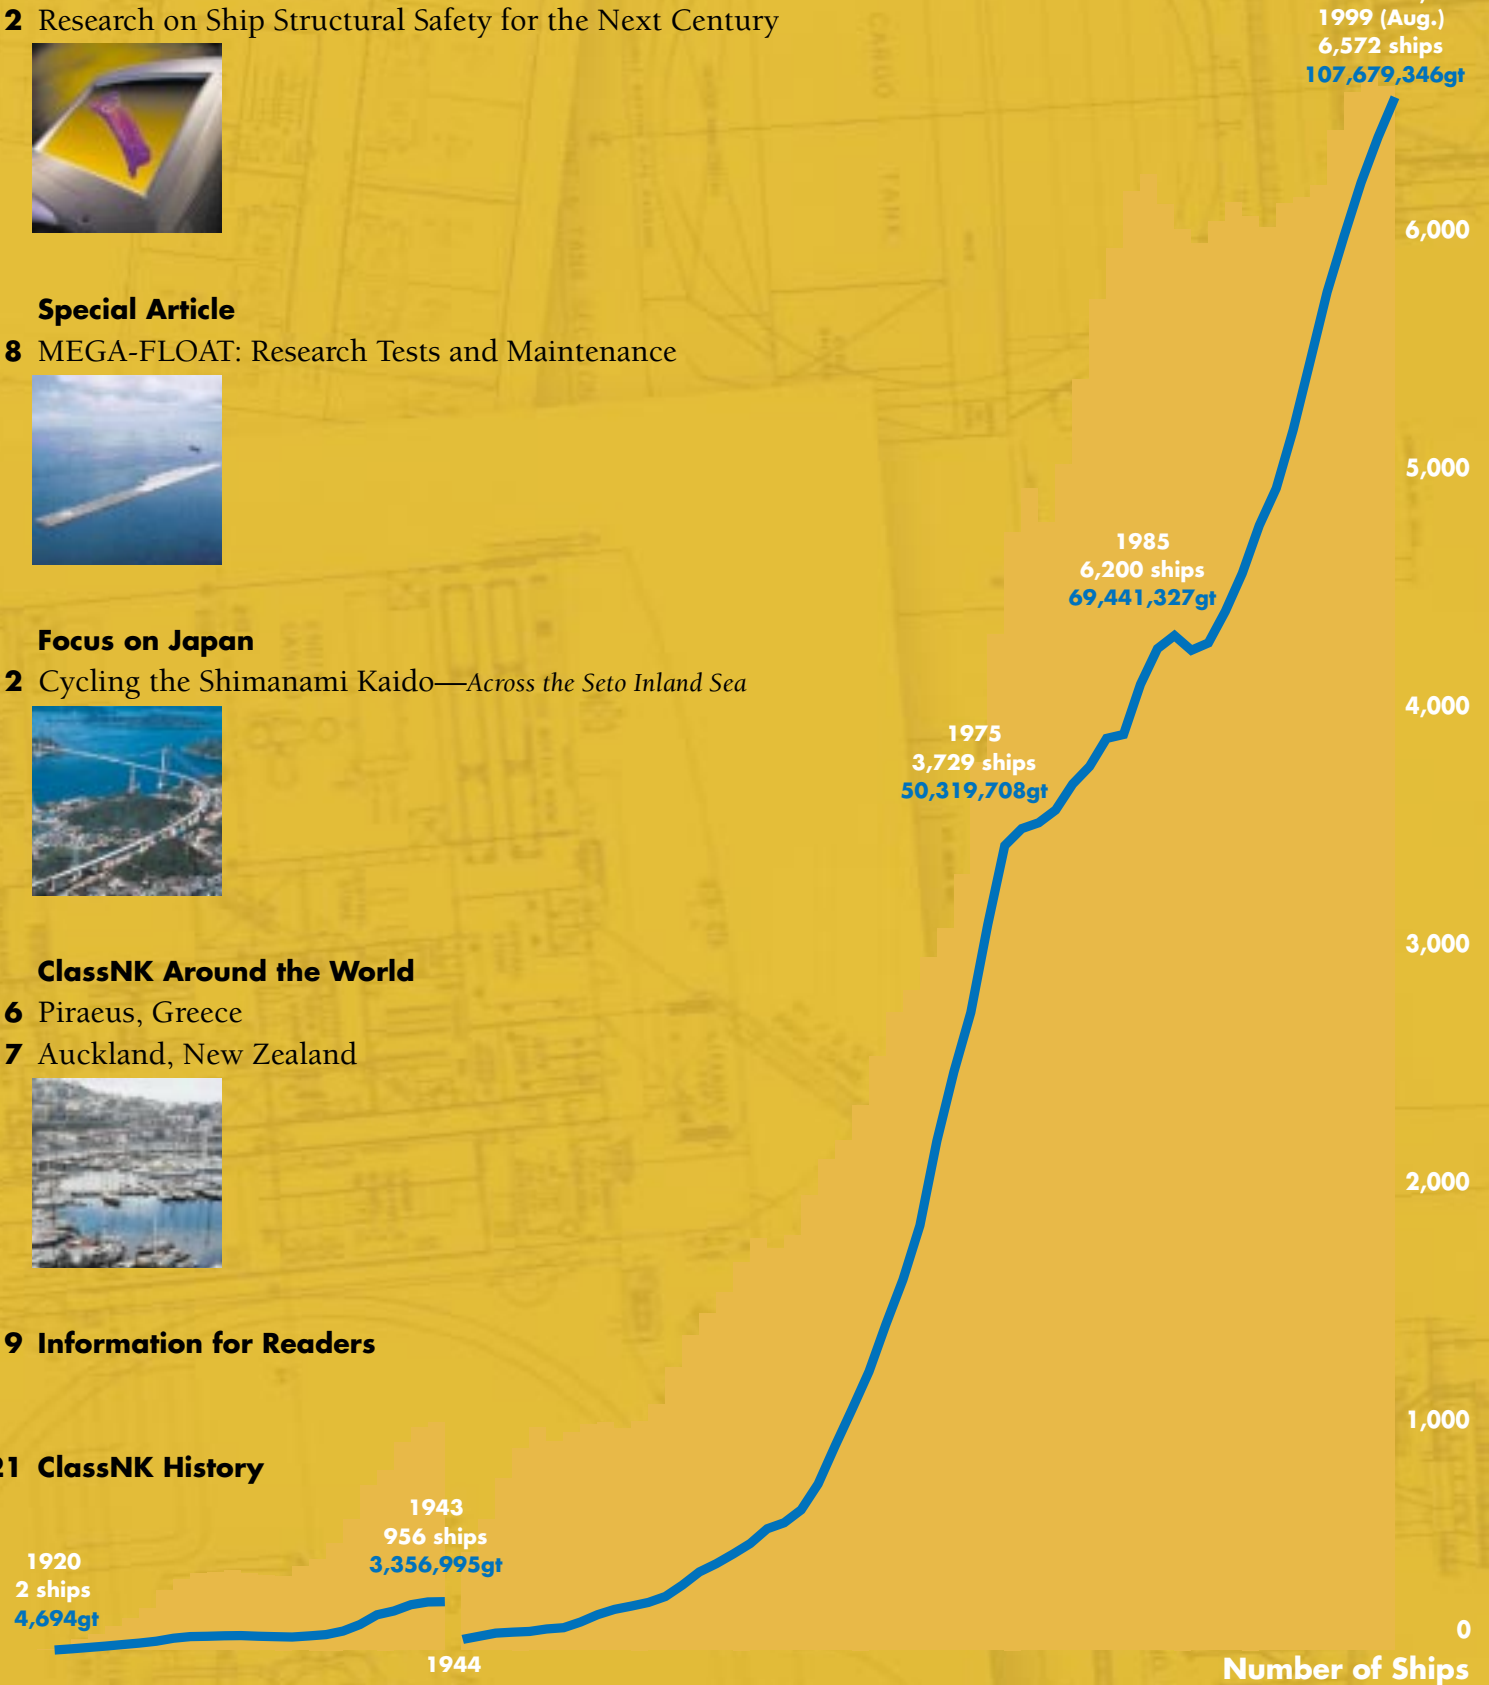 2 Research on Ship Structural Safety for the Next Century
Special Article
8 MEGA-FLOAT: Research Tests and Maintenance
Focus on Japan
2 Cycling the Shimanami Kaido—Across the Seto Inland Sea
ClassNK Around the World
6 Piraeus, Greece
7 Auckland, New Zealand
9 Information for Readers
21 ClassNK History
1920
2 ships
4,694gt
1943
956 ships
3,356,995gt
1944
1975
3,729 ships
50,319,708gt
1985
6,200 ships
69,441,327gt
1999 (Aug.)
6,572 ships
107,679,346gt
6,000
5,000
4,000
3,000
2,000
1,000
0
Number of Ships
CARGO
TANK